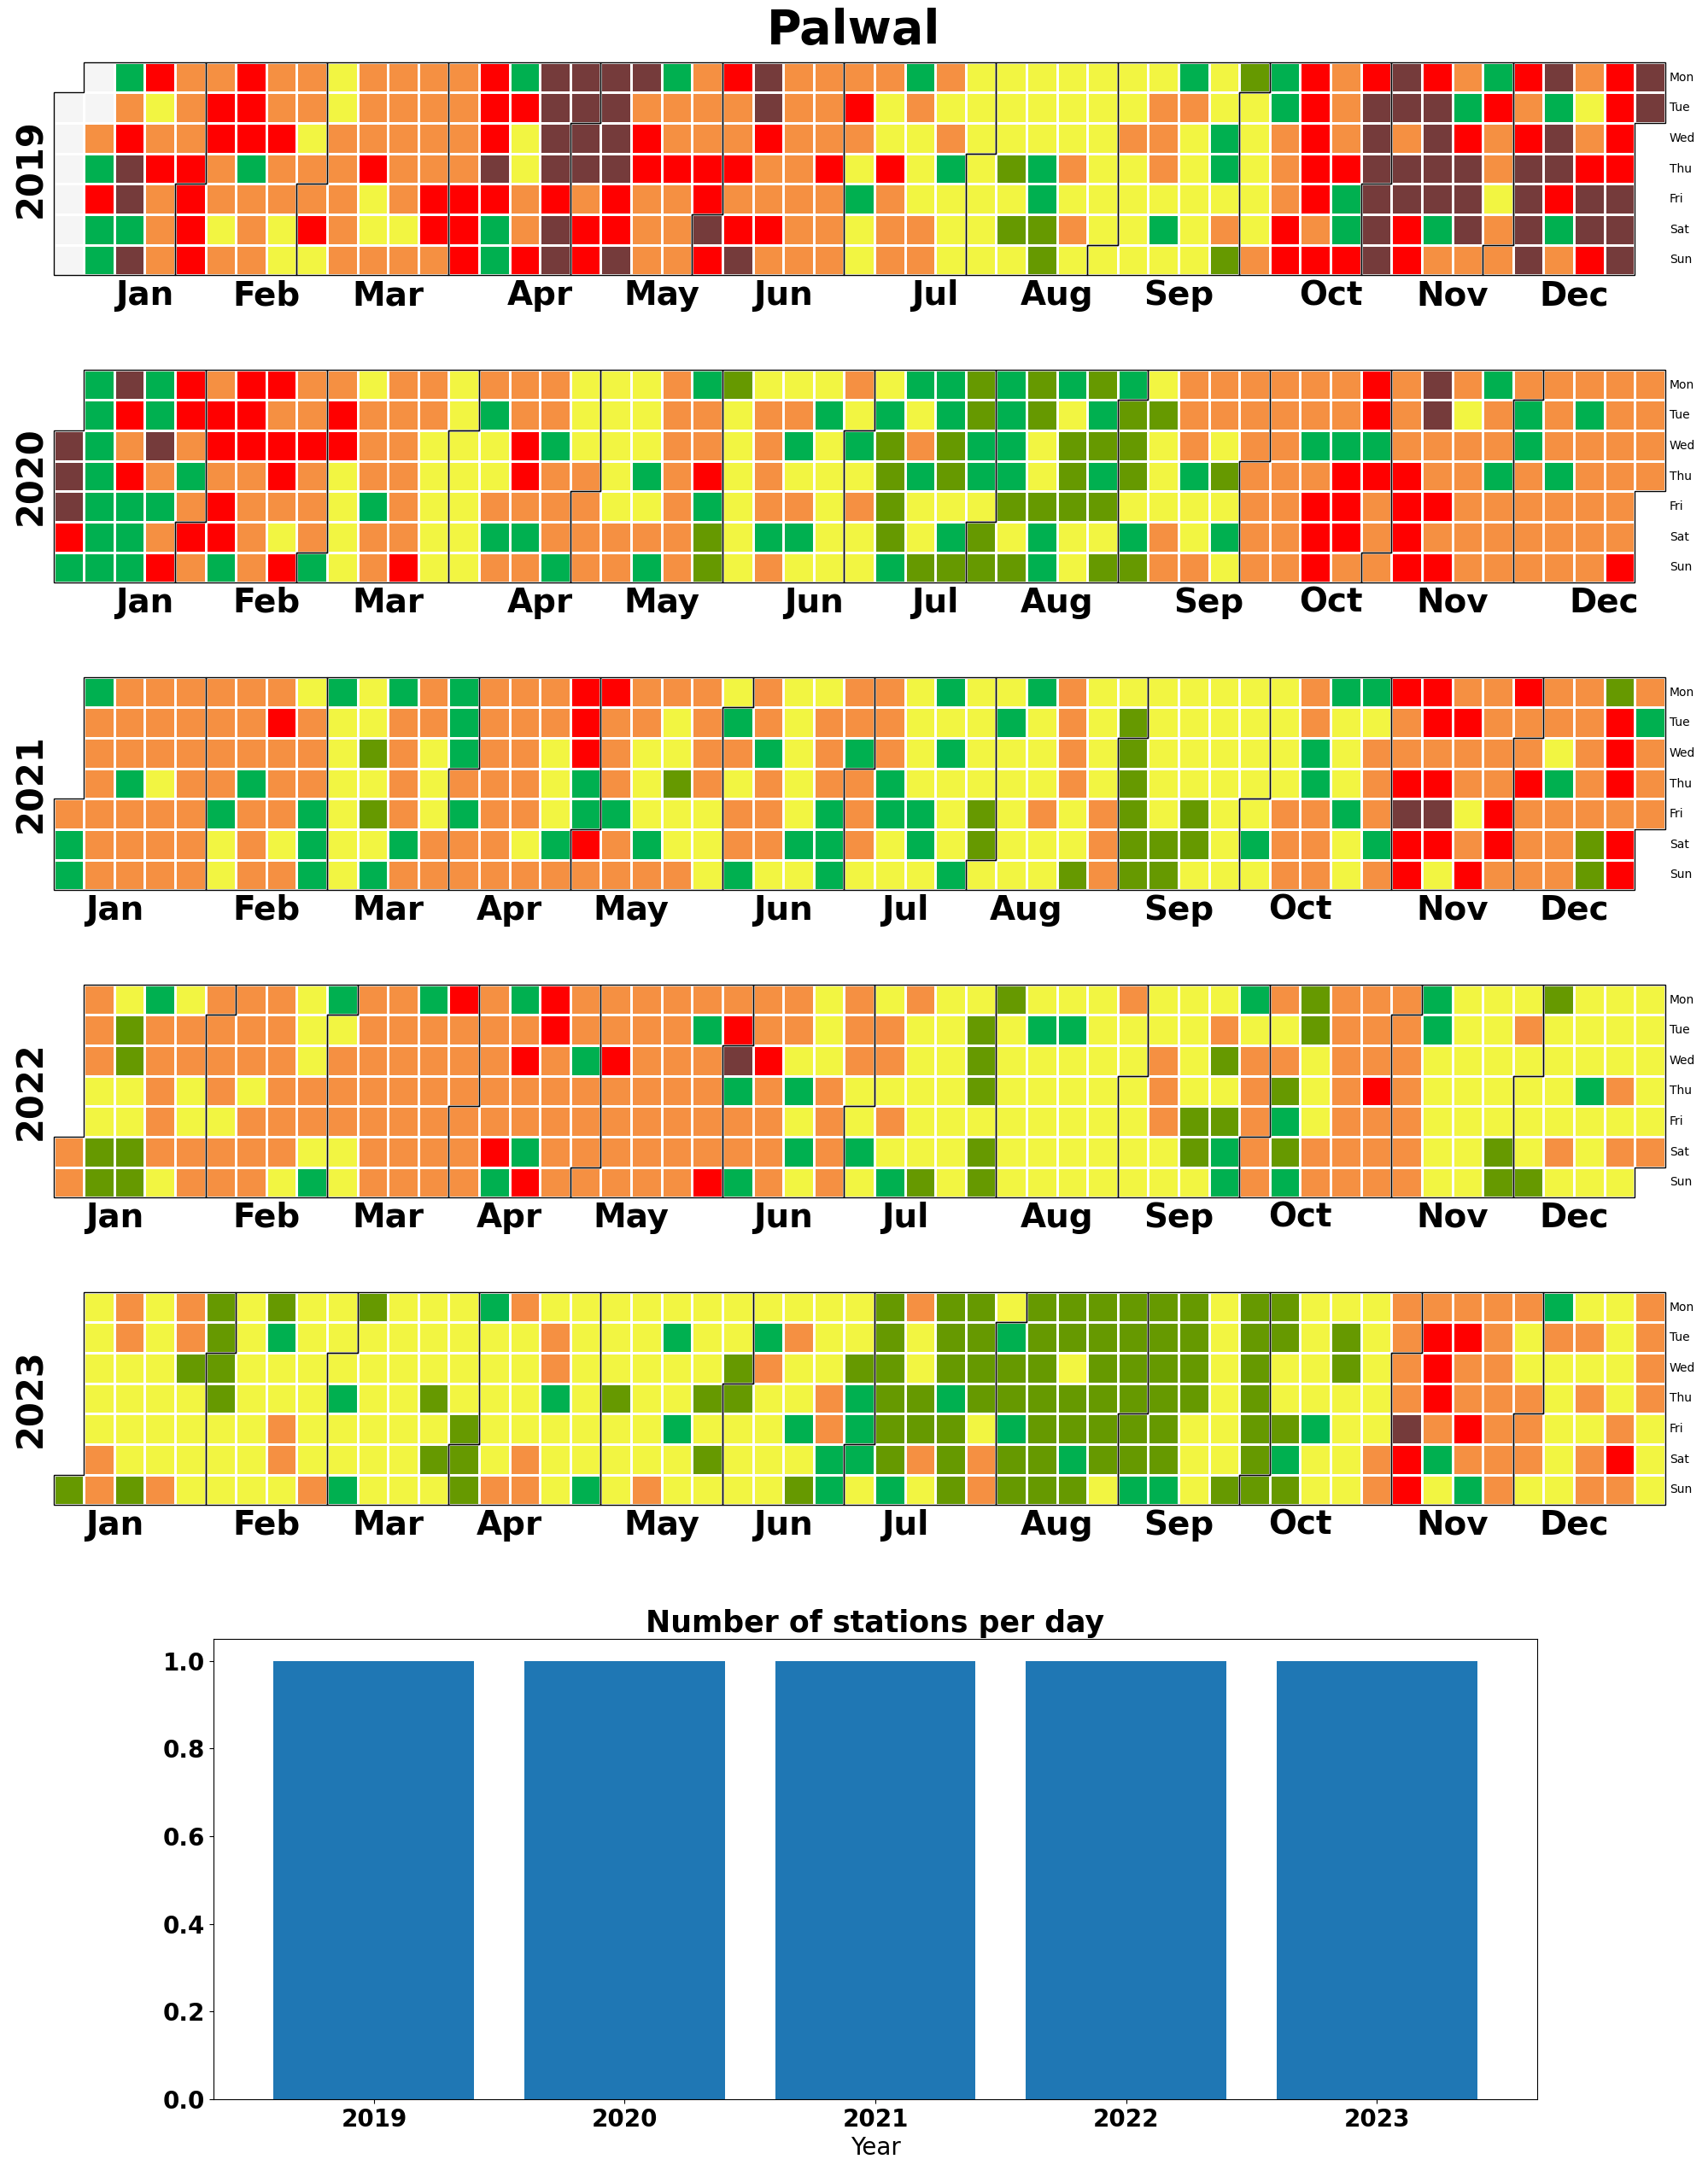 Palwal
2019
Mon
Tue
Wed
Thu
Fri
Sat
Sun
Jan Feb Mar Apr May Jun Jul Aug Sep Oct Nov Dec
2020
Mon
Tue
Wed
Thu
Fri
Sat
Sun
Jan Feb Mar Apr May Jun Jul Aug Sep Oct Nov Dec
2021
Mon
Tue
Wed
Thu
Fri
Sat
Sun
Jan Feb Mar Apr May Jun Jul Aug Sep Oct Nov Dec
2022
Mon
Tue
Wed
Thu
Fri
Sat
Sun
Jan Feb Mar Apr May Jun Jul Aug Sep Oct Nov Dec
2023
Mon
Tue
Wed
Thu
Fri
Sat
Sun
Jan Feb Mar Apr May Jun Jul Aug Sep Oct Nov Dec
Number of stations per day
1.0
0.8
0.6
0.4
0.2
0.0
2019 2020 2021 2022 2023
Year